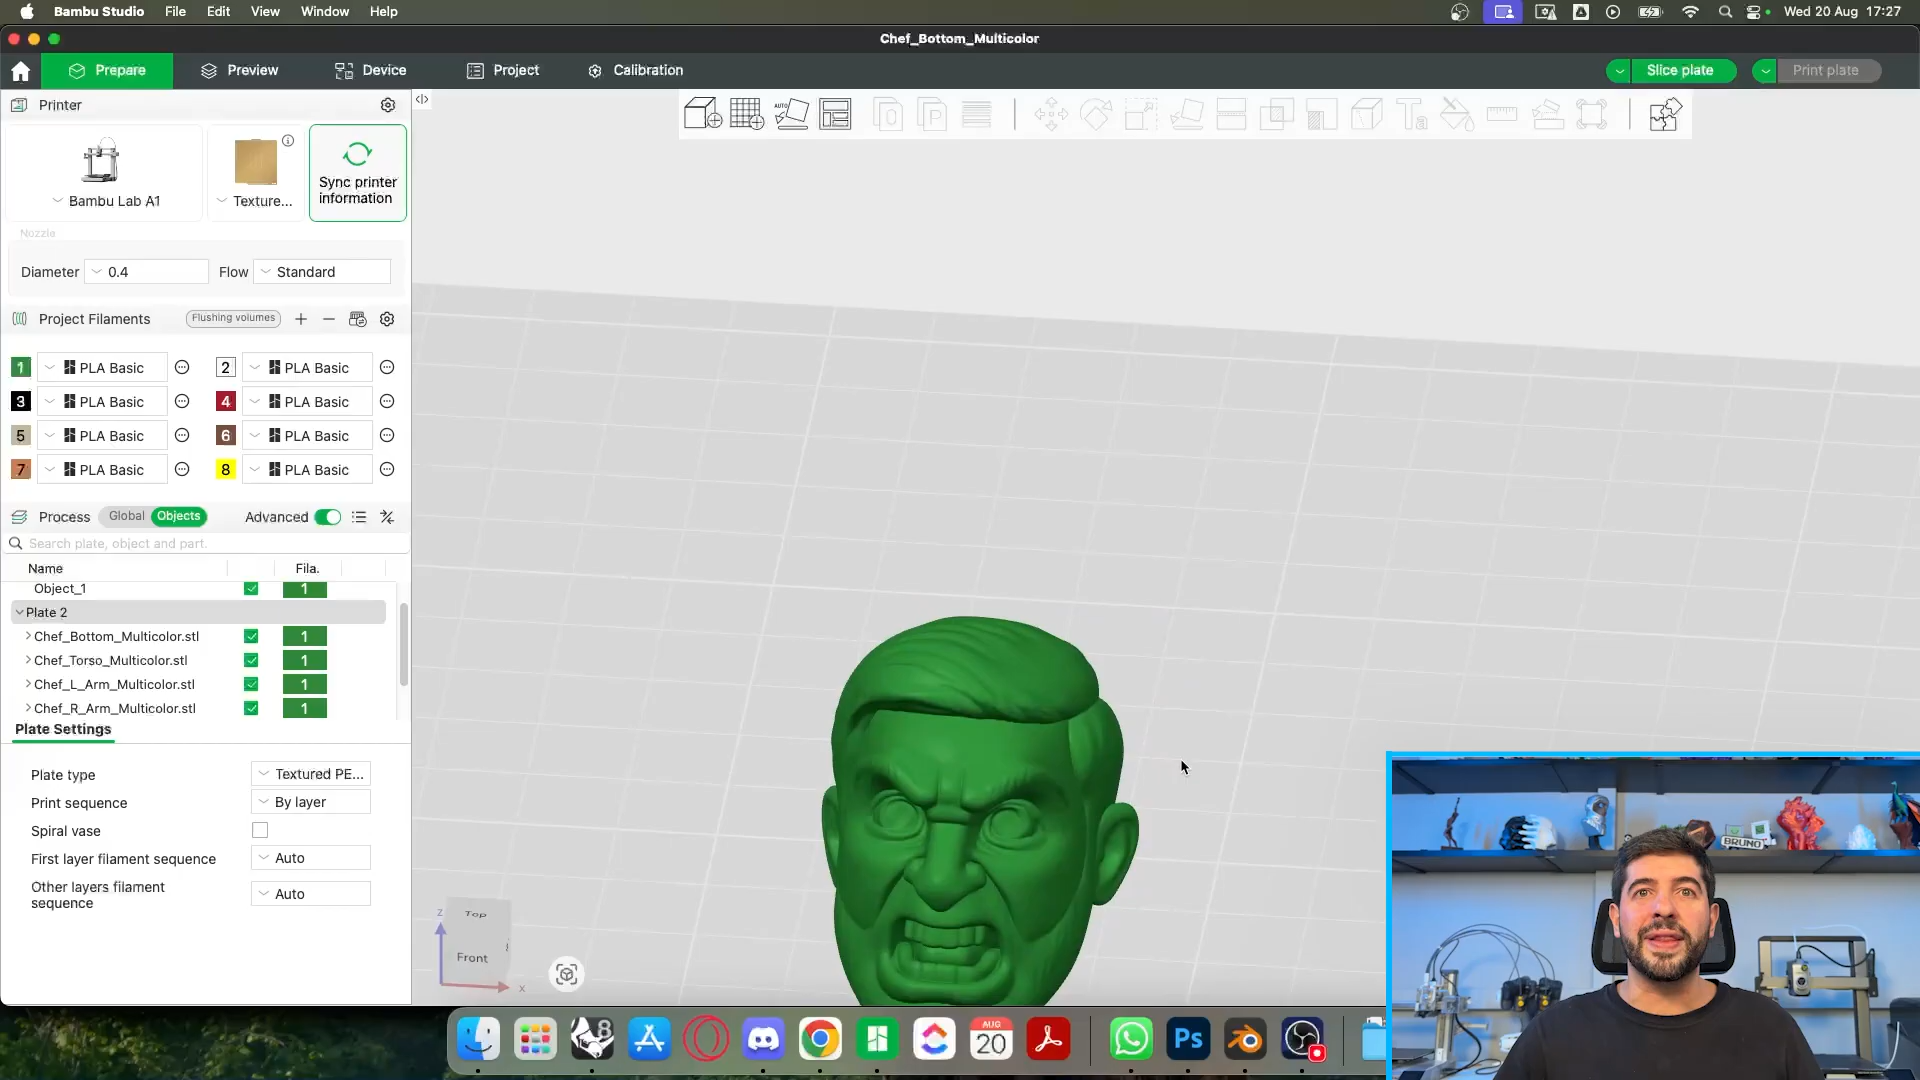 Bambu Studio File Edit View Window Help Wed 20 Aug 17:27
Chef_Bottom_Multicolor
Prepare Preview Device Project Calibration Slice plate Print plate
Printer
AUTO
Bambu Lab A1 Texture... Sync printer information
Nozzle
Diameter 0.4 Flow Standard
Project Filaments Flushing volumes
1 PLA Basic 2 PLA Basic
3 PLA Basic 4 PLA Basic
5 PLA Basic 6 PLA Basic
7 PLA Basic 8 PLA Basic
Process Global Objects Advanced
Search plate, object and part.
Name Fila.
Object_1 1
Plate 2
Chef_Bottom_Multicolor.stl 1
Chef_Torso_Multicolor.stl 1
Chef_L_Arm_Multicolor.stl 1
Chef_R_Arm_Multicolor.stl 1
Plate Settings
Plate type Textured PE...
Print sequence By layer
Spiral vase
First layer filament sequence Auto
Other layers filament sequence Auto
Z Top
Front
X
BRUNO
8
AUG
20
Ps